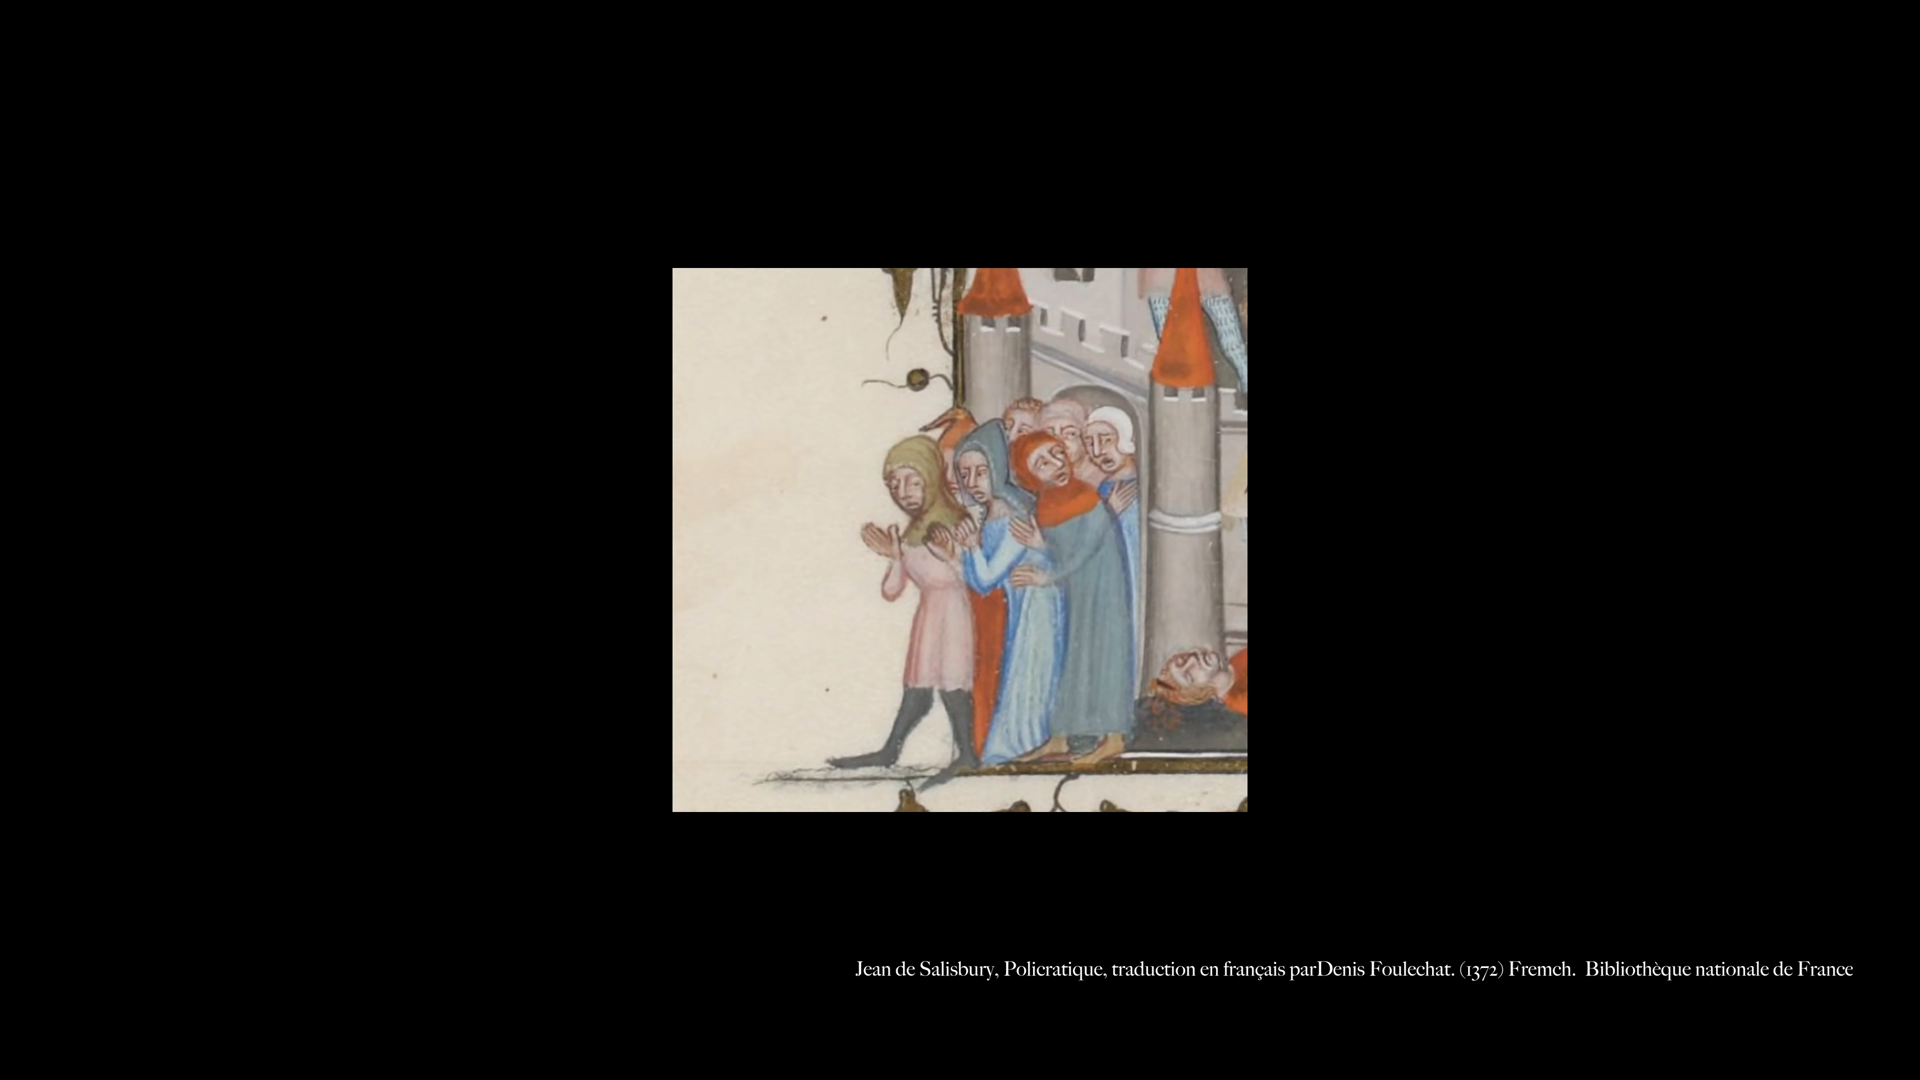 Jean de Salisbury, Policratique, traduction en français parDenis Foulechat. (1372) Fremch.  Bibliothèque nationale de France